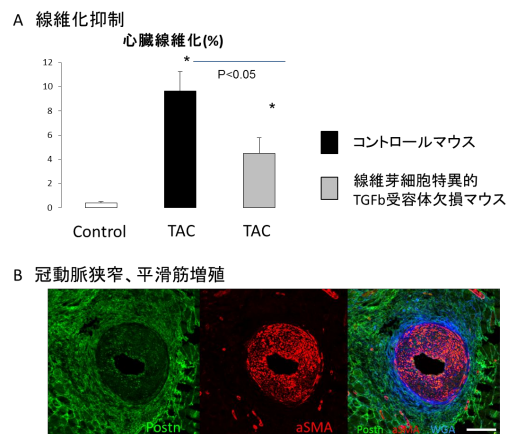 A 線維化抑制
心臓線維化(%)
*
P<0.05
*
12
10
8
6
4
2
0
Control
TAC
TAC
コントロールマウス
線維芽細胞特異的
TGFb受容体欠損マウス
B 冠動脈狭窄、平滑筋増殖
Postn
aSMA
Postn aSMA WGA